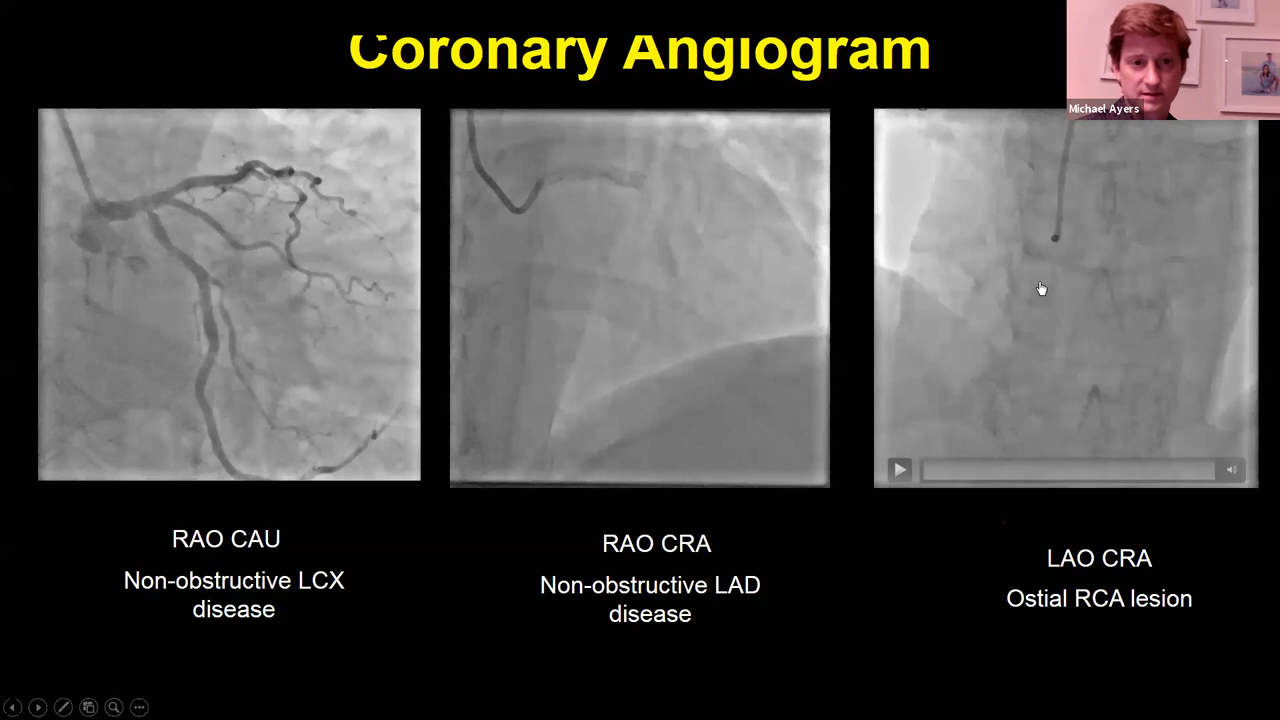 Coronary Angiogram
Michael Ayers
RAO CAU
Non-obstructive LCX
disease
RAO CRA
Non-obstructive LAD
disease
LAO CRA
Ostial RCA lesion